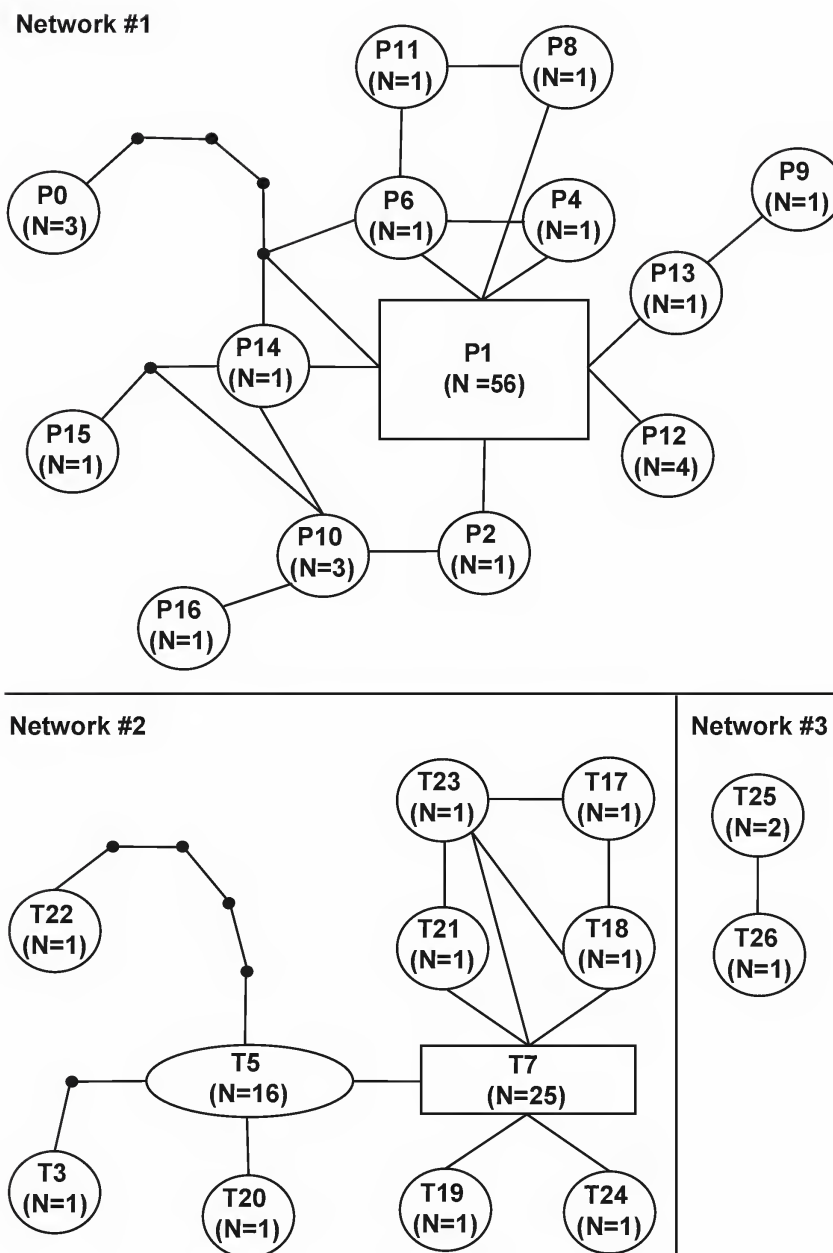 Network #1
P11
(N=1)
P8
(N=1)
P0
(N=3)
P6
(N=1)
P4
(N=1)
P9
(N=1)
P13
(N=1)
P14
(N=1)
P1
(N =56)
P15
(N=1)
P12
(N=4)
P10
(N=3)
P2
(N=1)
P16
(N=1)
Network #2
T23
(N=1)
T17
(N=1)
T22
(N=1)
T21
(N=1)
T18
(N=1)
T5
(N=16)
T7
(N=25)
T3
(N=1)
T20
(N=1)
T19
(N=1)
T24
(N=1)
Network #3
T25
(N=2)
T26
(N=1)